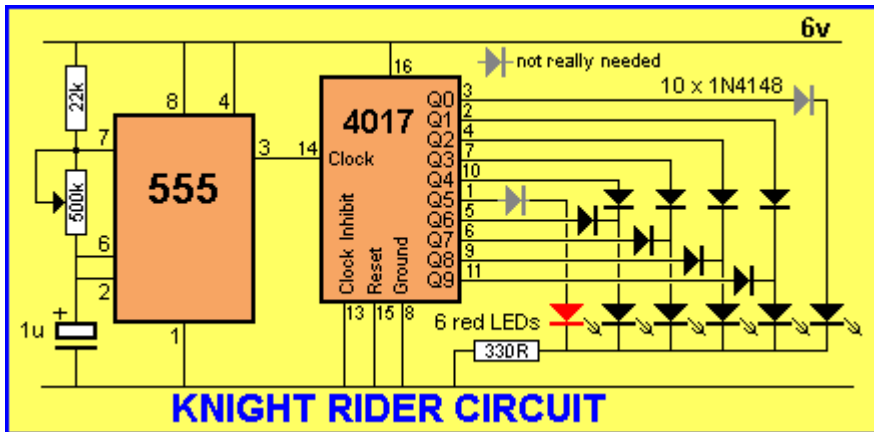 6v
not really needed
16
10 x 1N4148
22k
8
4
7
555
3
14
4017
Clock
Clock Inhibit
Reset
Ground
Q0
3
Q1
2
Q2
4
Q3
7
Q4
10
Q5
1
Q6
5
Q7
6
Q8
9
Q9
11
500k
6
2
+
1u
1
13
15
8
6 red LEDs
330R
KNIGHT RIDER CIRCUIT